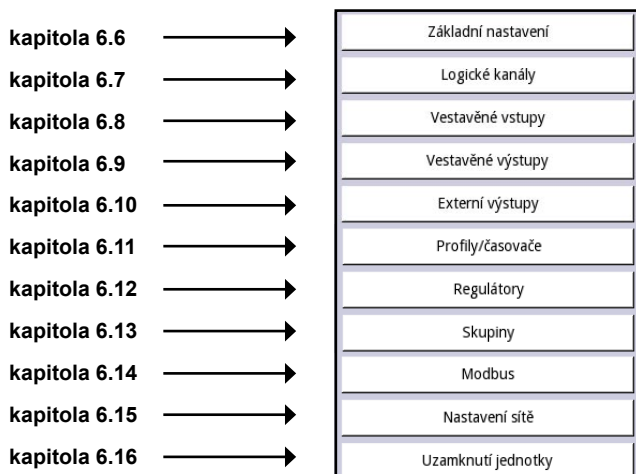 kapitola 6.6 Základní nastavení
kapitola 6.7 Logické kanály
kapitola 6.8 Vestavěné vstupy
kapitola 6.9 Vestavěné výstupy
kapitola 6.10 Externí výstupy
kapitola 6.11 Profily/časovače
kapitola 6.12 Regulátory
kapitola 6.13 Skupiny
kapitola 6.14 Modbus
kapitola 6.15 Nastavení sítě
kapitola 6.16 Uzamknutí jednotky